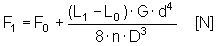 F₁ = F₀ + (L₁ – L₀) · G · d⁴ / 8 · n · D³ [N]